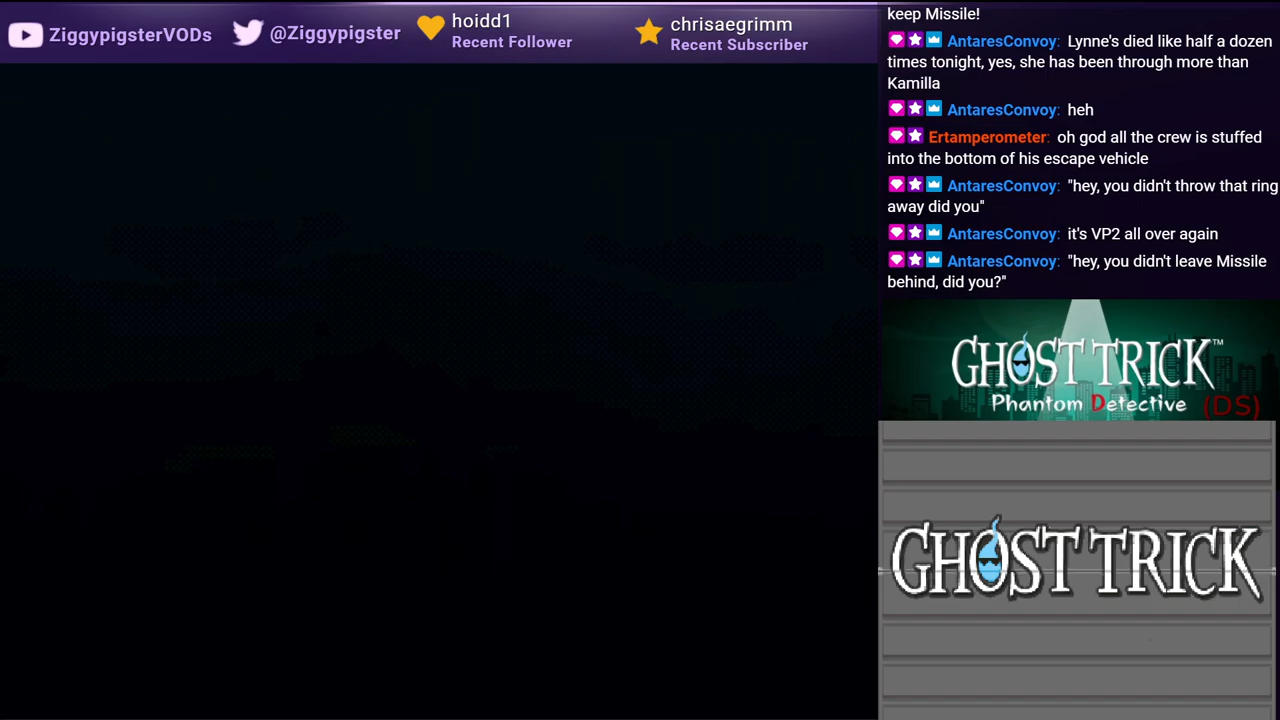 ZiggypigsterVODs
@Ziggypigster
hoidd1
Recent Follower
chrisaegrimm
Recent Subscriber
keep Missile!
AntaresConvoy: Lynne's died like half a dozen
times tonight, yes, she has been through more than
Kamilla
AntaresConvoy: heh
Ertamperometer: oh god all the crew is stuffed
into the bottom of his escape vehicle
AntaresConvoy: "hey, you didn't throw that ring
away did you"
AntaresConvoy: it's VP2 all over again
AntaresConvoy: "hey, you didn't leave Missile
behind, did you?"
GHOST TRICK™
Phantom Detective (DS)
GHOST TRICK